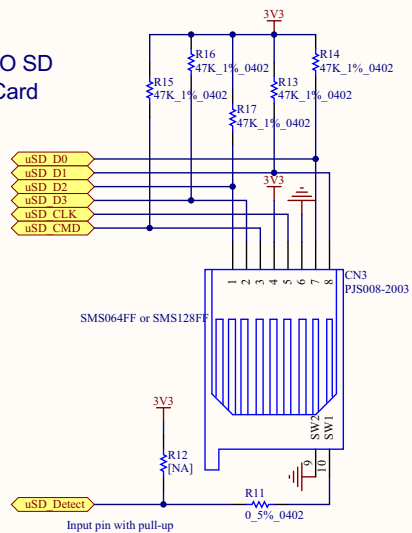 3V3
O SD
Card
R16
47K_1%_0402
R14
47K_1%_0402
R15
47K_1%_0402
R13
47K_1%_0402
R17
47K_1%_0402
uSD_D0
uSD_D1
uSD_D2
uSD_D3
uSD_CLK
uSD_CMD
3V3
1 2 3 4 5 6 7 8
CN3
PJS008-2003
SMS064FF or SMS128FF
SW2
SW1
9
10
3V3
R12
[NA]
uSD_Detect
R11
0_5%_0402
Input pin with pull-up